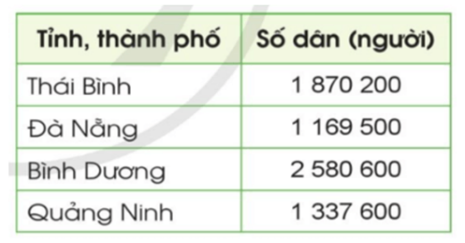 Tỉnh, thành phố Số dân (người)
Thái Bình 1 870 200
Đà Nẵng 1 169 500
Bình Dương 2 580 600
Quảng Ninh 1 337 600